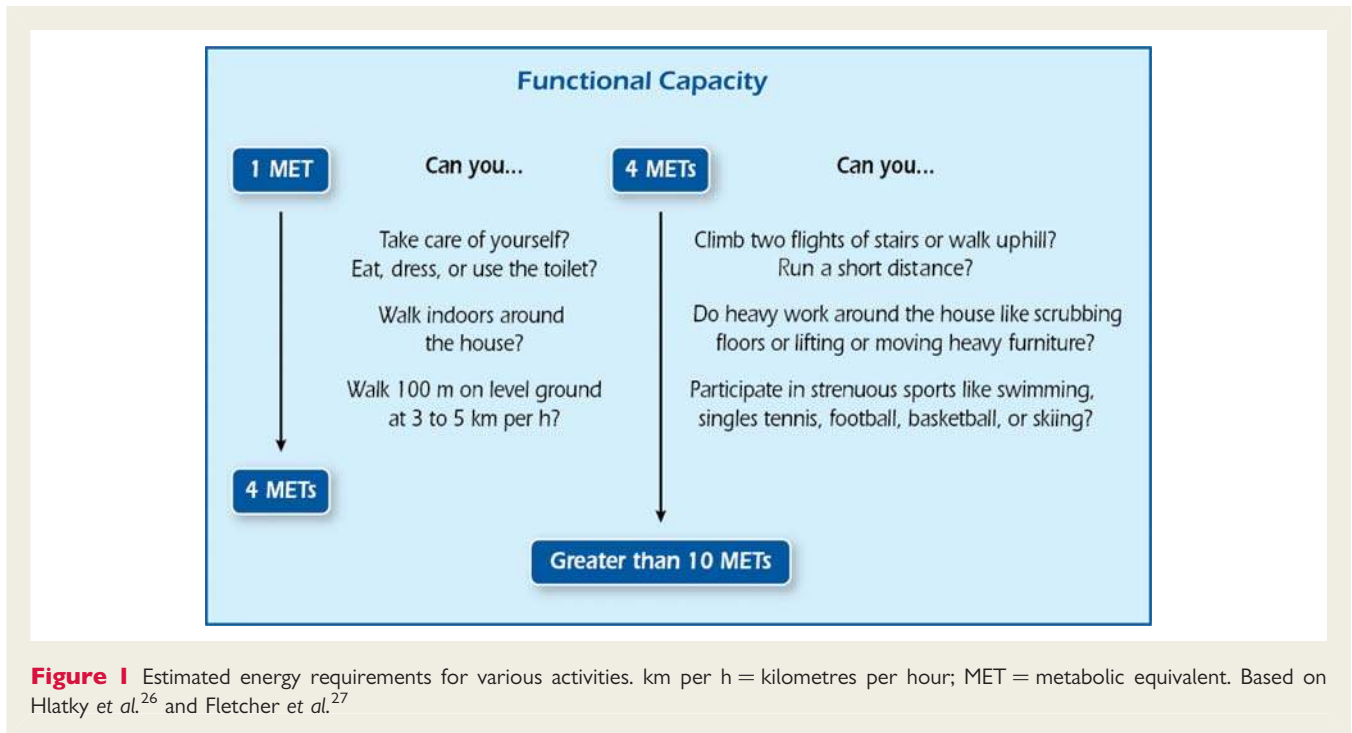 Functional Capacity
1 MET
Can you...
Take care of yourself?
Eat, dress, or use the toilet?
Walk indoors around
the house?
Walk 100 m on level ground
at 3 to 5 km per h?
4 METs
4 METs
Can you...
Climb two flights of stairs or walk uphill?
Run a short distance?
Do heavy work around the house like scrubbing
floors or lifting or moving heavy furniture?
Participate in strenuous sports like swimming,
singles tennis, football, basketball, or skiing?
Greater than 10 METs
Figure 1 Estimated energy requirements for various activities. km per h = kilometres per hour; MET = metabolic equivalent. Based on
Hlatky et al.26 and Fletcher et al.27